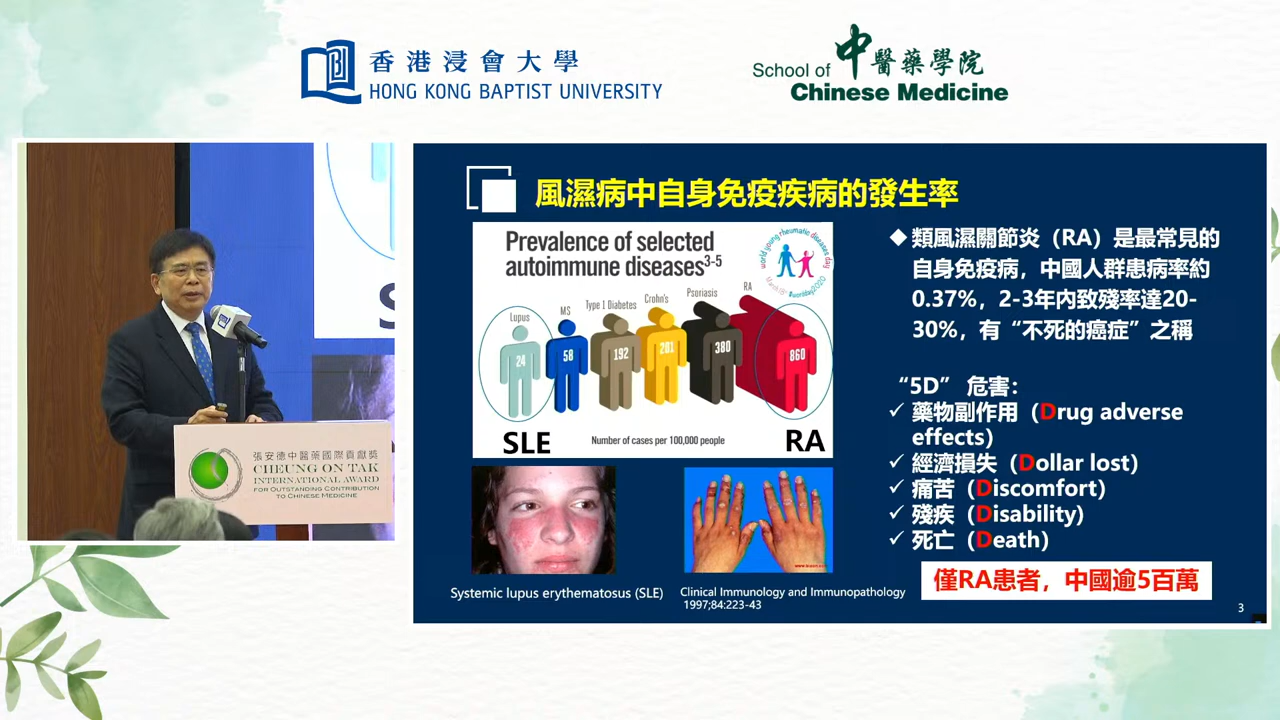 香港浸會大學
HONG KONG BAPTIST UNIVERSITY
School of 中醫藥學院
Chinese Medicine
張安德中醫藥國際貢獻獎
CHEUNG ON TAK
INTERNATIONAL AWARD
FOR OUTSTANDING CONTRIBUTION
TO CHINESE MEDICINE
風濕病中自身免疫疾病的發生率
Prevalence of selected
autoimmune diseases3-5
world young rheumatic diseases day
March 18th #wordday2020
Lupus
MS
Type I Diabetes
Crohn's
Psoriasis
RA
24
58
192
201
380
860
SLE
Number of cases per 100,000 people
RA
Systemic lupus erythematosus (SLE)
Clinical Immunology and Immunopathology
1997;84:223-43
◆類風濕關節炎（RA）是最常見的
自身免疫病，中國人群患病率約
0.37%，2-3年內致殘率達20-
30%，有“不死的癌症”之稱
“5D” 危害：
✓ 藥物副作用（Drug adverse
effects）
✓ 經濟損失（Dollar lost）
✓ 痛苦（Discomfort）
✓ 殘疾（Disability）
✓ 死亡（Death）
僅RA患者，中國逾5百萬
3